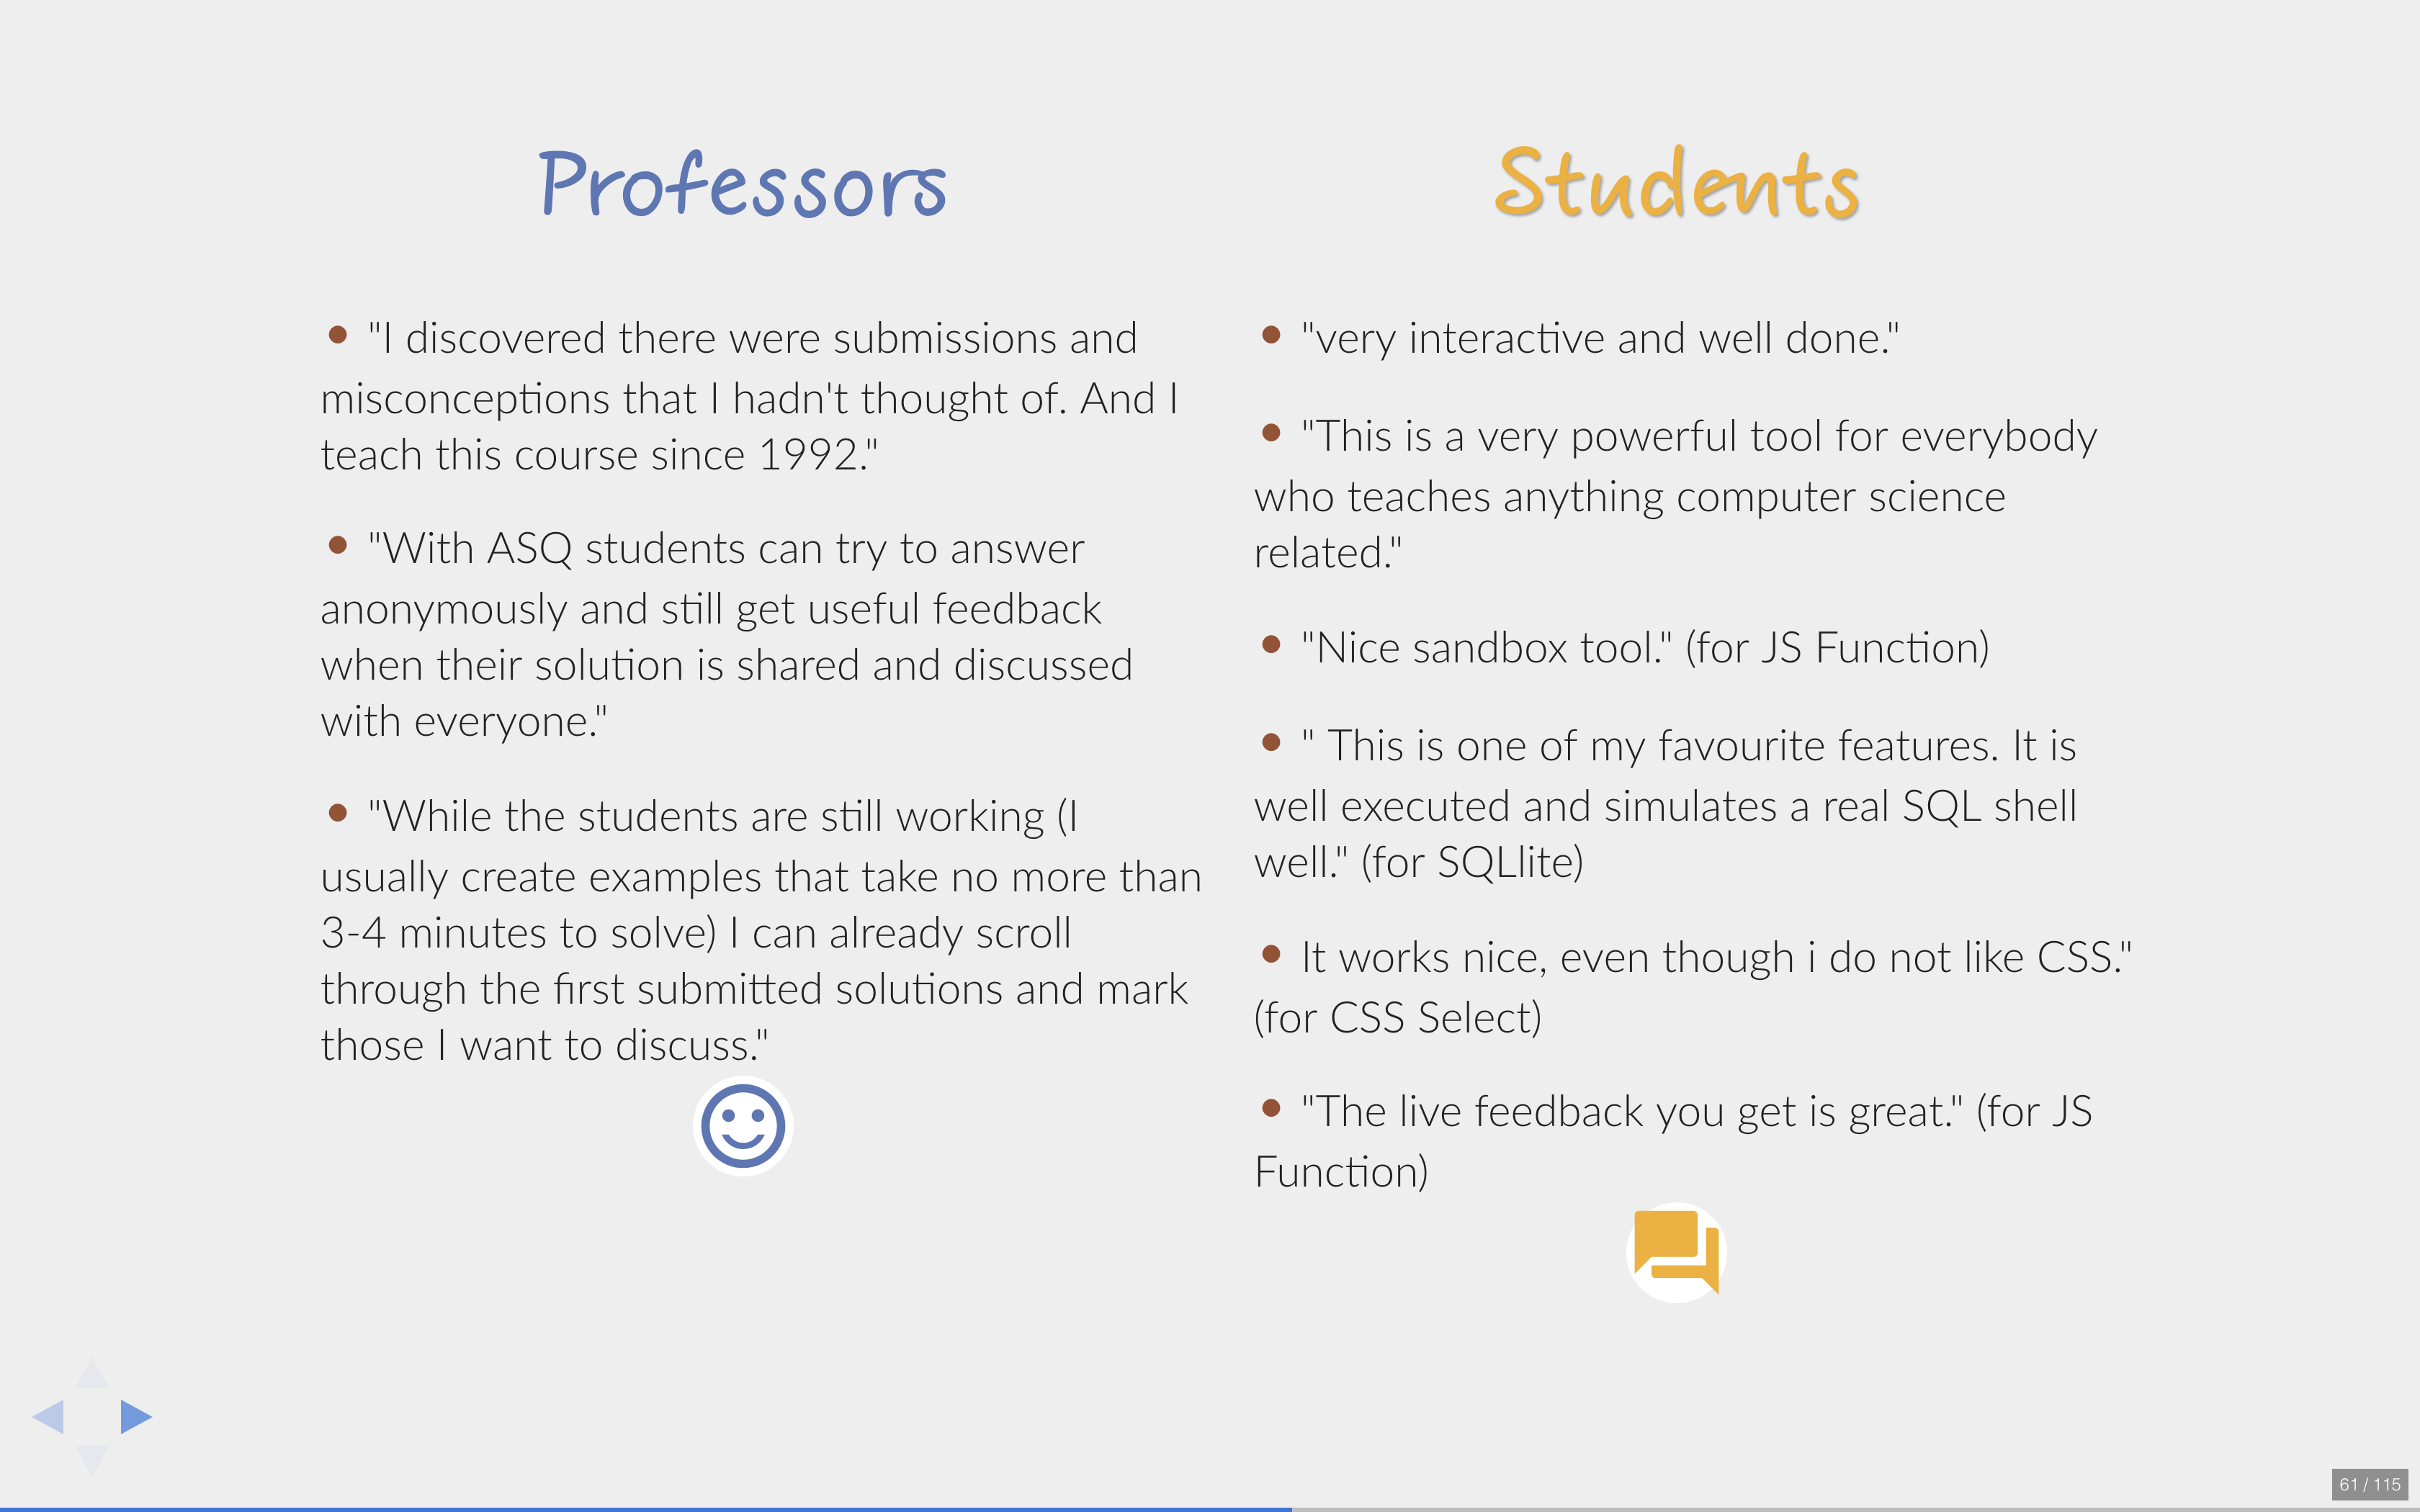 Professors
"I discovered there were submissions and
misconceptions that I hadn't thought of. And I
teach this course since 1992."
"With ASQ students can try to answer
anonymously and still get useful feedback
when their solution is shared and discussed
with everyone."
"While the students are still working (I
usually create examples that take no more than
3-4 minutes to solve) I can already scroll
through the first submitted solutions and mark
those I want to discuss."
Students
"very interactive and well done."
"This is a very powerful tool for everybody
who teaches anything computer science
related."
"Nice sandbox tool." (for JS Function)
" This is one of my favourite features. It is
well executed and simulates a real SQL shell
well." (for SQLlite)
It works nice, even though i do not like CSS."
(for CSS Select)
"The live feedback you get is great." (for JS
Function)
61 / 115